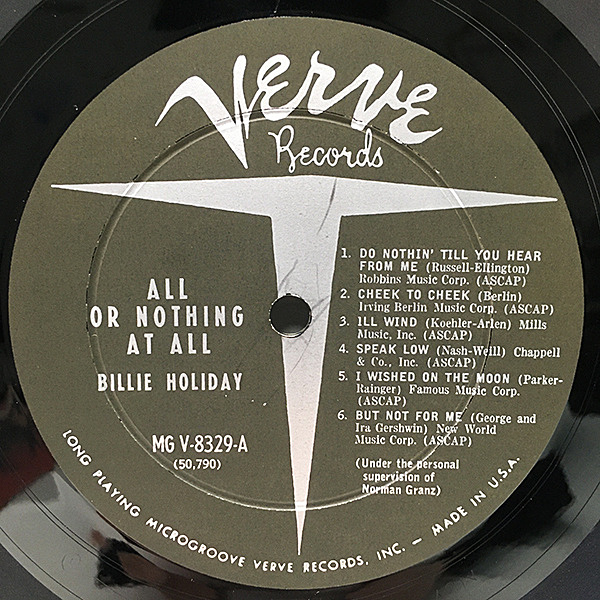 Verve
Records
ALL
OR NOTHING
AT ALL
BILLIE HOLIDAY
MG V-8329-A
(50,790)
1. DO NOTHIN' TILL YOU HEAR
FROM ME (Russell-Ellington)
Robbins Music Corp. (ASCAP)
2. CHEEK TO CHEEK (Berlin)
Irving Berlin Music Corp. (ASCAP)
3. ILL WIND (Koehler-Arlen) Mills
Music, Inc. (ASCAP)
4. SPEAK LOW (Nash-Weill) Chappell
& Co., Inc. (ASCAP)
5. I WISHED ON THE MOON (Parker-
Rainger) Famous Music Corp.
(ASCAP)
6. BUT NOT FOR ME (George and
Ira Gershwin) New World
Music Corp. (ASCAP)
(Under the personal
supervision of
Norman Granz)
LONG PLAYING MICROGROOVE VERVE RECORDS, INC. — MADE IN U.S.A.